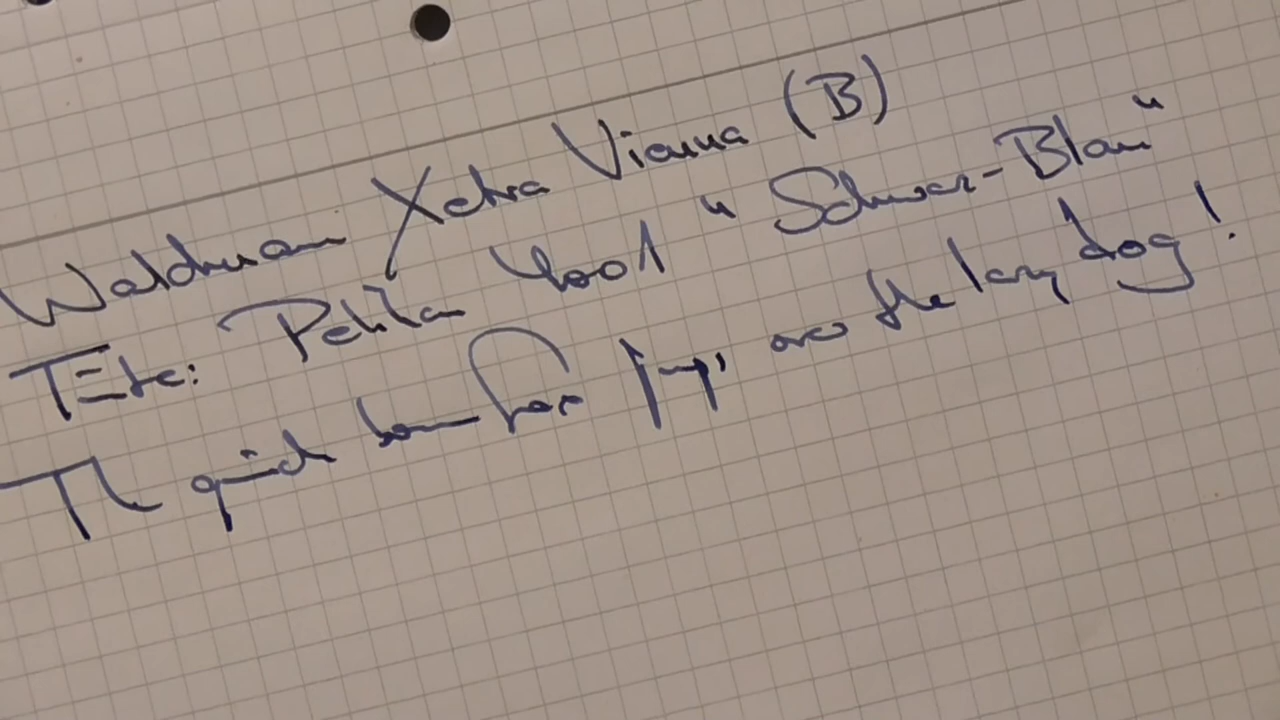 Waldmann Xetra Vienna (B)
Tinte: Pelikan 4001 "Schwarz-Blau"
The quick brown fox jumps over the lazy dog!